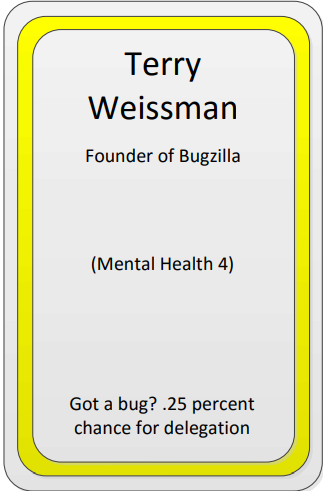 Terry
Weissman
Founder of Bugzilla
(Mental Health 4)
Got a bug? .25 percent
chance for delegation